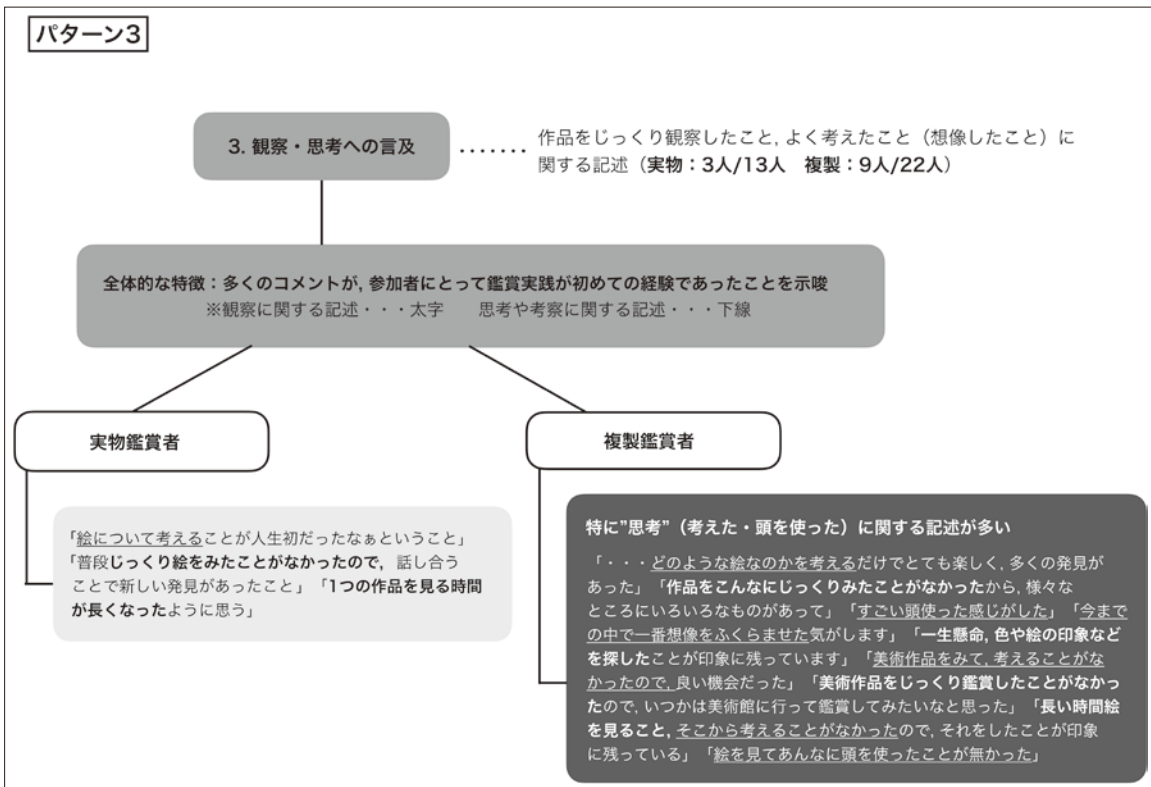 パターン3
3. 観察・思考への言及
‥‥‥‥
作品をじっくり観察したこと, よく考えたこと（想像したこと）に
関する記述（実物：3人/13人　複製：9人/22人）
全体的な特徴：多くのコメントが, 参加者にとって鑑賞実践が初めての経験であったことを示唆
※観察に関する記述・・・太字　　思考や考察に関する記述・・・下線
実物鑑賞者
「絵について考えることが人生初だったなぁということ」
「普段じっくり絵をみたことがなかったので,　話し合う
ことで新しい発見があったこと」「1つの作品を見る時間
が長くなったように思う」
複製鑑賞者
特に”思考”（考えた・頭を使った）に関する記述が多い
「・・・どのような絵なのかを考えるだけでとても楽しく, 多くの発見が
あった」「作品をこんなにじっくりみたことがなかったから, 様々な
ところにいろいろなものがあって」「すごい頭使った感じがした」「今まで
の中で一番想像をふくらませた気がします」「一生懸命, 色や絵の印象など
を探したことが印象に残っています」「美術作品をみて, 考えることがな
かったので, 良い機会だった」「美術作品をじっくり鑑賞したことがなかっ
たので, いつかは美術館に行って鑑賞してみたいなと思った」「長い時間絵
を見ること, そこから考えることがなかったので, それをしたことが印象
に残っている」「絵を見てあんなに頭を使ったことが無かった」